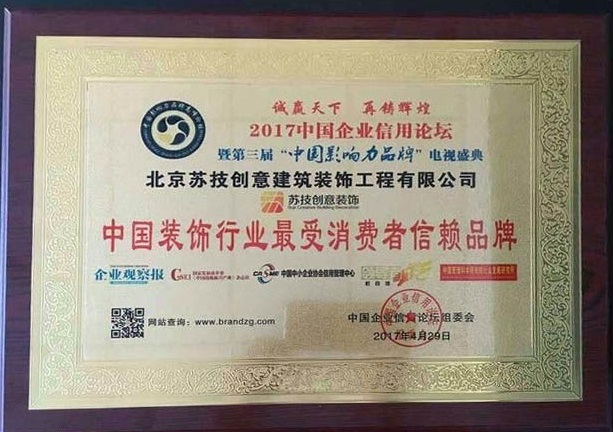 诚赢天下 再铸辉煌
2017中国企业信用论坛
暨第三届“中国影响力品牌”电视盛典
北京苏技创意建筑装饰工程有限公司
苏技创意装饰
中国装饰行业最受消费者信赖品牌
企业观察报 CASME 中国中小企业协会信用管理中心
网站查询：www.brandzg.com
中国企业信用论坛组委会
2017年4月29日